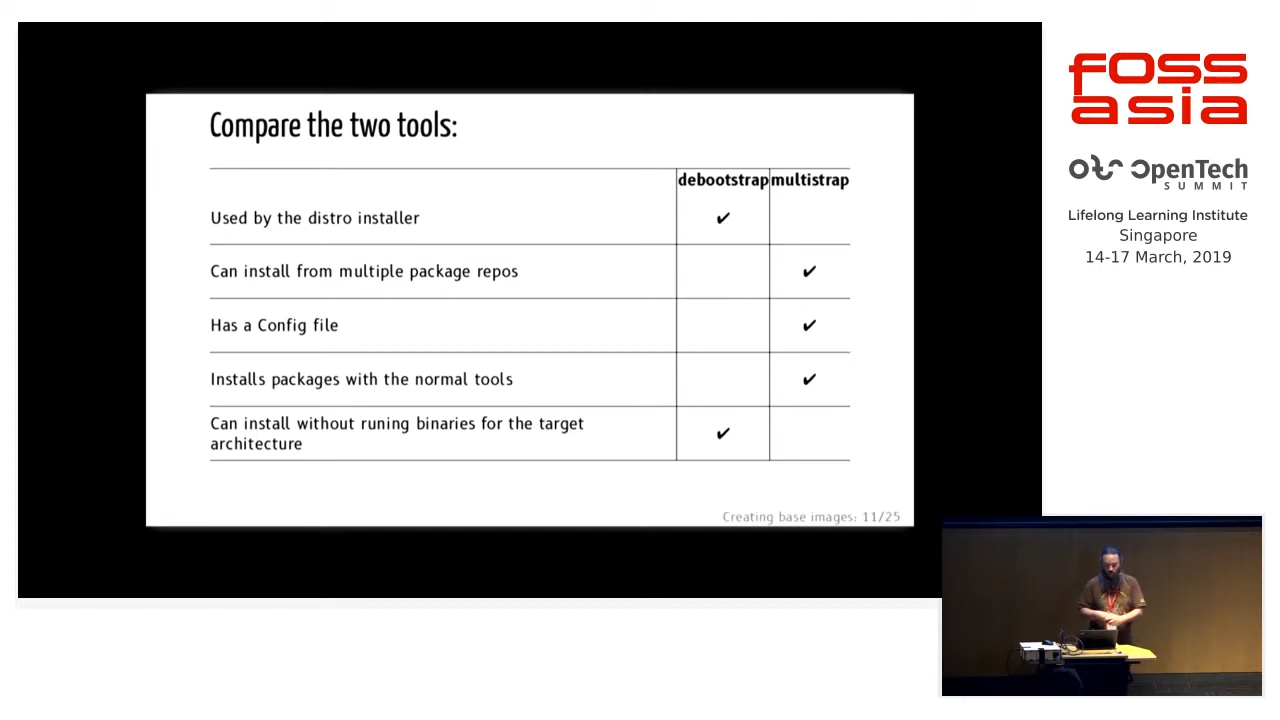 Compare the two tools:
debootstrap multistrap
Used by the distro installer ✔
Can install from multiple package repos ✔
Has a Config file ✔
Installs packages with the normal tools ✔
Can install without runing binaries for the target
architecture ✔
Creating base images: 11/25
FOSS
ASIA
OpenTech
SUMMIT
Lifelong Learning Institute
Singapore
14-17 March, 2019